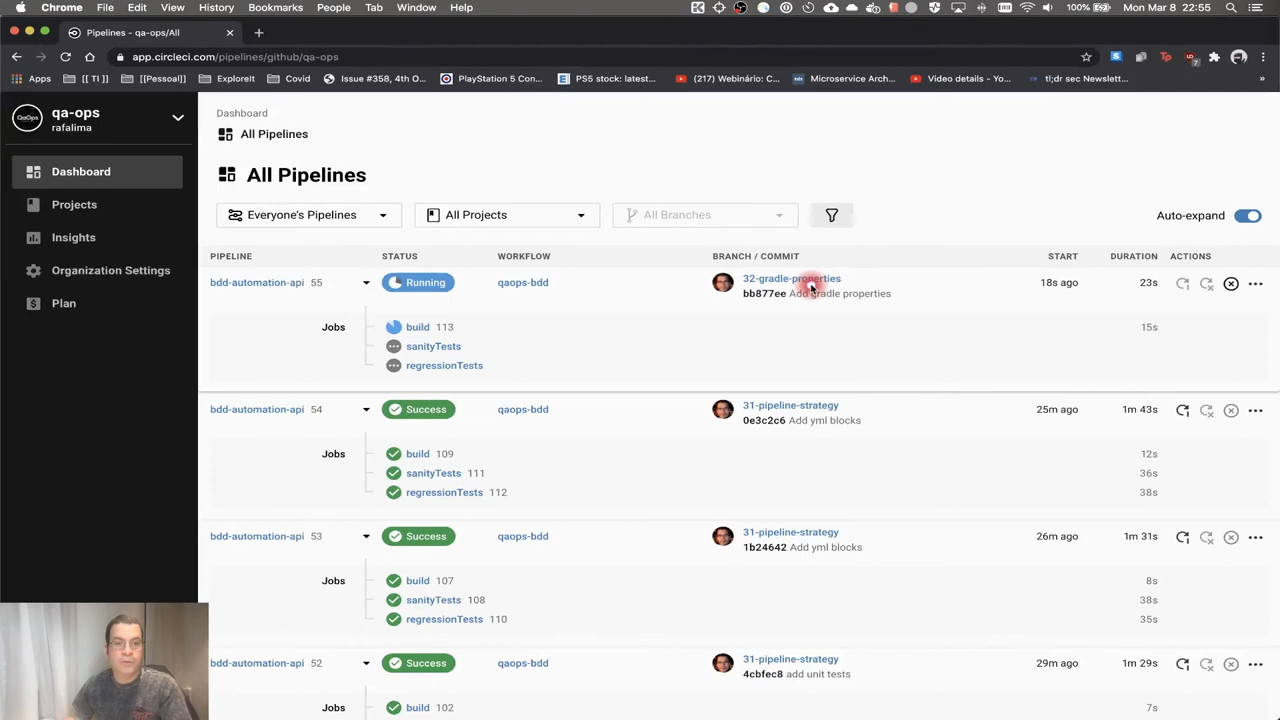 Chrome File Edit View History Bookmarks People Tab Window Help 100% Mon Mar 8 22:55
Pipelines - qa-ops/All
app.circleci.com/pipelines/github/qa-ops
Apps [ TI ] [Pessoal] ExploreIt Covid Issue #358, 4th O... PlayStation 5 Con... PS5 stock: latest... (217) Webinário: C... Microservice Arch... Video details - Yo... tl;dr sec Newslett...
QaOps
qa-ops
rafalima
Dashboard
Projects
Insights
Organization Settings
Plan
Dashboard
All Pipelines
All Pipelines
Everyone's Pipelines All Projects All Branches Auto-expand
PIPELINE STATUS WORKFLOW BRANCH / COMMIT START DURATION ACTIONS
bdd-automation-api 55 Running qaops-bdd 32-gradle-properties 18s ago 23s
bb877ee Add gradle properties
Jobs build 113 15s
sanityTests
regressionTests
bdd-automation-api 54 Success qaops-bdd 31-pipeline-strategy 25m ago 1m 43s
0e3c2c6 Add yml blocks
Jobs build 109 12s
sanityTests 111 36s
regressionTests 112 38s
bdd-automation-api 53 Success qaops-bdd 31-pipeline-strategy 26m ago 1m 31s
1b24642 Add yml blocks
Jobs build 107 8s
sanityTests 108 38s
regressionTests 110 35s
bdd-automation-api 52 Success qaops-bdd 31-pipeline-strategy 29m ago 1m 29s
4cbfec8 add unit tests
Jobs build 102 7s